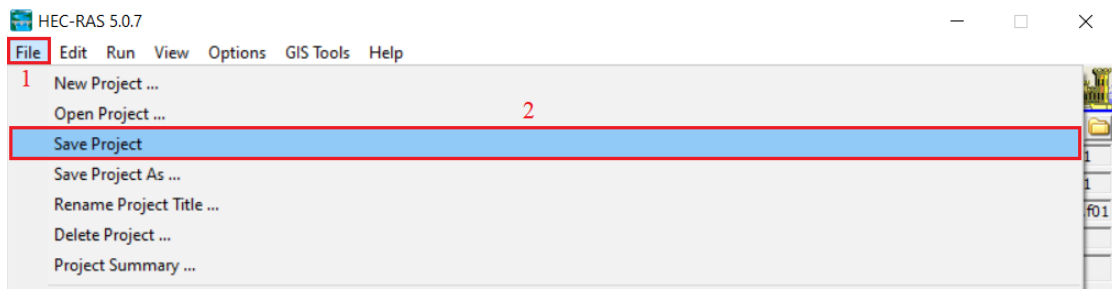 HEC-RAS 5.0.7
File Edit Run View Options GIS Tools Help
1
New Project ...
Open Project ...
2
Save Project
Save Project As ...
Rename Project Title ...
Delete Project ...
Project Summary ...
1
1
.f01